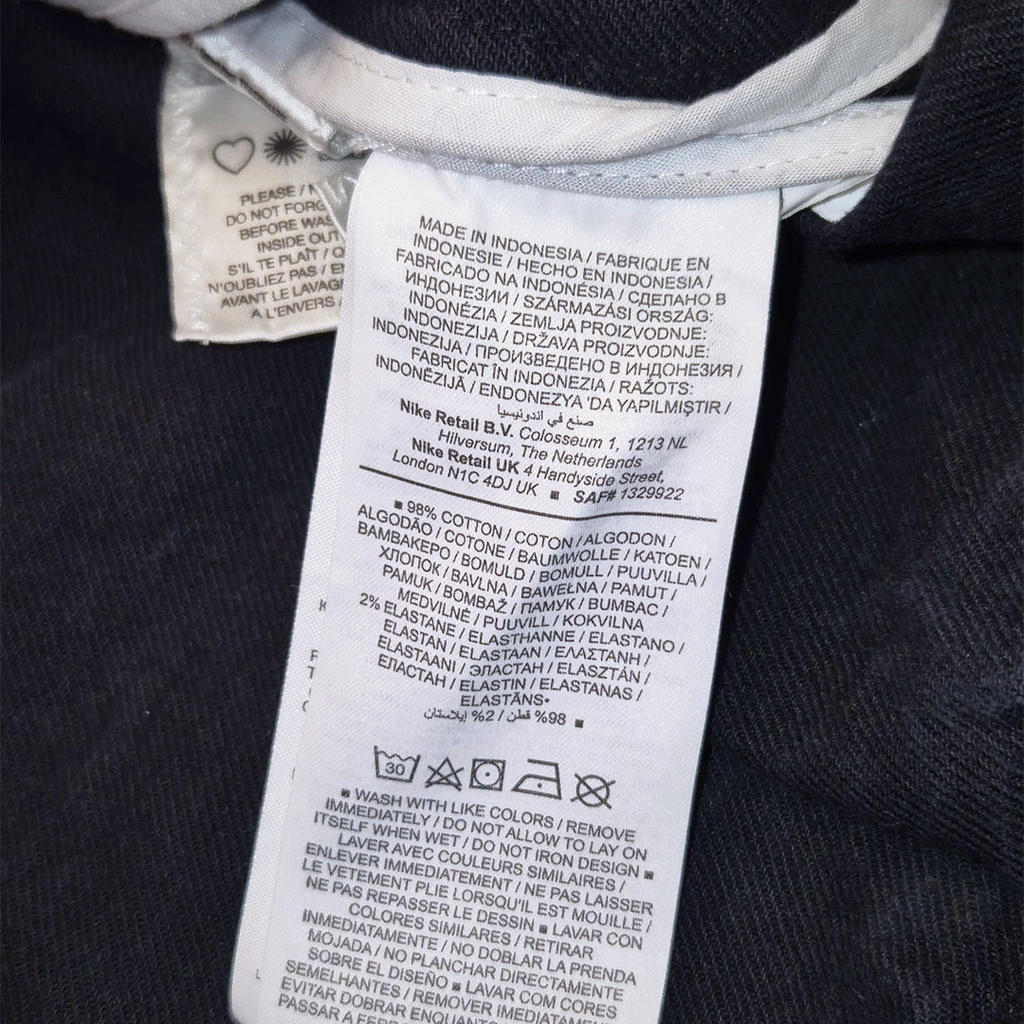 PLEASE /
DO NOT FORG
BEFORE WAS
INSIDE OUT
S'IL TE PLAÎT / Q
N'OUBLIEZ PAS / E
AVANT LE LAVAG
A L'ENVERS /
MADE IN INDONESIA / FABRIQUE EN
INDONESIE / HECHO EN INDONESIA /
FABRICADO NA INDONÉSIA / СДЕЛАНО В
ИНДОНЕЗИИ / SZÁRMAZÁSI ORSZÁG:
INDONÉZIA / ZEMLJA PROIZVODNJE:
INDONEZIJA / DRŽAVA PROIZVODNJE:
INDONEZIJA / ПРОИЗВЕДЕНО В ИНДОНЕЗИЯ /
FABRICAT ÎN INDONEZIA / RAŽOTS:
INDONĒZIJĀ / ENDONEZYA 'DA YAPILMIŞTIR /
صنع في اندونيسيا
Nike Retail B.V. Colosseum 1, 1213 NL
Hilversum, The Netherlands
Nike Retail UK 4 Handyside Street,
London N1C 4DJ UK ■ SAF# 1329922
■ 98% COTTON / COTON / ALGODON /
ALGODÃO / COTONE / BAUMWOLLE / KATOEN /
ΒΑΜΒΑΚΕΡΟ / BOMULD / BOMULL / PUUVILLA /
ХЛОПОК / BAVLNA / BAWEŁNA / PAMUT /
PAMUK / BOMBAŽ / ПАМУК / BUMBAC /
MEDVILNĖ / PUUVILL / KOKVILNA
2% ELASTANE / ELASTHANNE / ELASTANO /
ELASTAN / ELASTAAN / ΕΛΑΣΤΑΝΗ /
ELASTAANI / ЭЛАСТАН / ELASZTÁN /
ЕЛАСТАН / ELASTIN / ELASTANAS /
ELASTĀNS•
■ 98% قطن / 2% إيلاستان
30
■ WASH WITH LIKE COLORS / REMOVE
IMMEDIATELY / DO NOT ALLOW TO LAY ON
ITSELF WHEN WET / DO NOT IRON DESIGN ■
LAVER AVEC COULEURS SIMILAIRES /
ENLEVER IMMEDIATEMENT / NE PAS LAISSER
LE VETEMENT PLIE LORSQU'IL EST MOUILLE /
NE PAS REPASSER LE DESSIN ■ LAVAR CON
COLORES SIMILARES / RETIRAR
INMEDIATAMENTE / NO DOBLAR LA PRENDA
MOJADA / NO PLANCHAR DIRECTAMENTE
SOBRE EL DISEÑO ■ LAVAR COM CORES
SEMELHANTES / REMOVER IMEDIATAMENTE
EVITAR DOBRAR ENQUANTO
PASSAR A FERRO